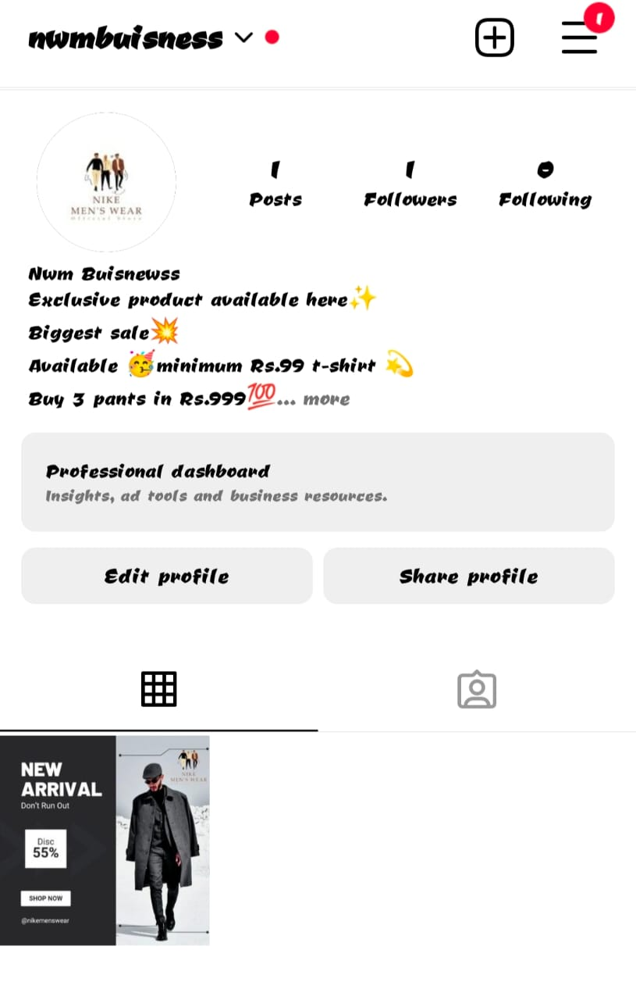 nwmbuisness
1
NIKE
MEN'S WEAR
Official Store
1
Posts
1
Followers
0
Following
Nwm Buisnewss
Exclusive product available here✨
Biggest sale💥
Available 🥳minimum Rs.99 t-shirt 💫
Buy 3 pants in Rs.999💯... more
Professional dashboard
Insights, ad tools and business resources.
Edit profile
Share profile
NEW
ARRIVAL
Don't Run Out
Disc
55%
SHOP NOW
@nikemenswear
NIKE
MEN'S WEAR